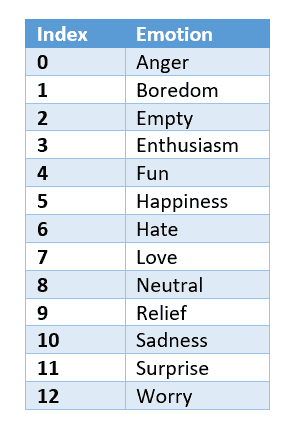 Index Emotion
0 Anger
1 Boredom
2 Empty
3 Enthusiasm
4 Fun
5 Happiness
6 Hate
7 Love
8 Neutral
9 Relief
10 Sadness
11 Surprise
12 Worry